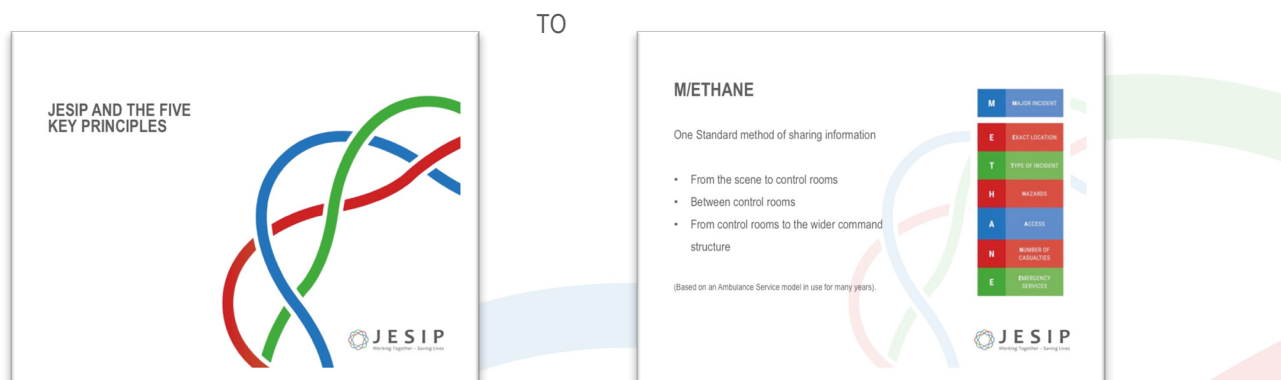 TO
JESIP AND THE FIVE
KEY PRINCIPLES
JESIP
Working Together - Saving Lives
M/ETHANE
One Standard method of sharing information
• From the scene to control rooms
• Between control rooms
• From control rooms to the wider command
structure
(Based on an Ambulance Service model in use for many years).
M MAJOR INCIDENT
E EXACT LOCATION
T TYPE OF INCIDENT
H HAZARDS
A ACCESS
N NUMBER OF
CASUALTIES
E EMERGENCY
SERVICES
JESIP
Working Together - Saving Lives